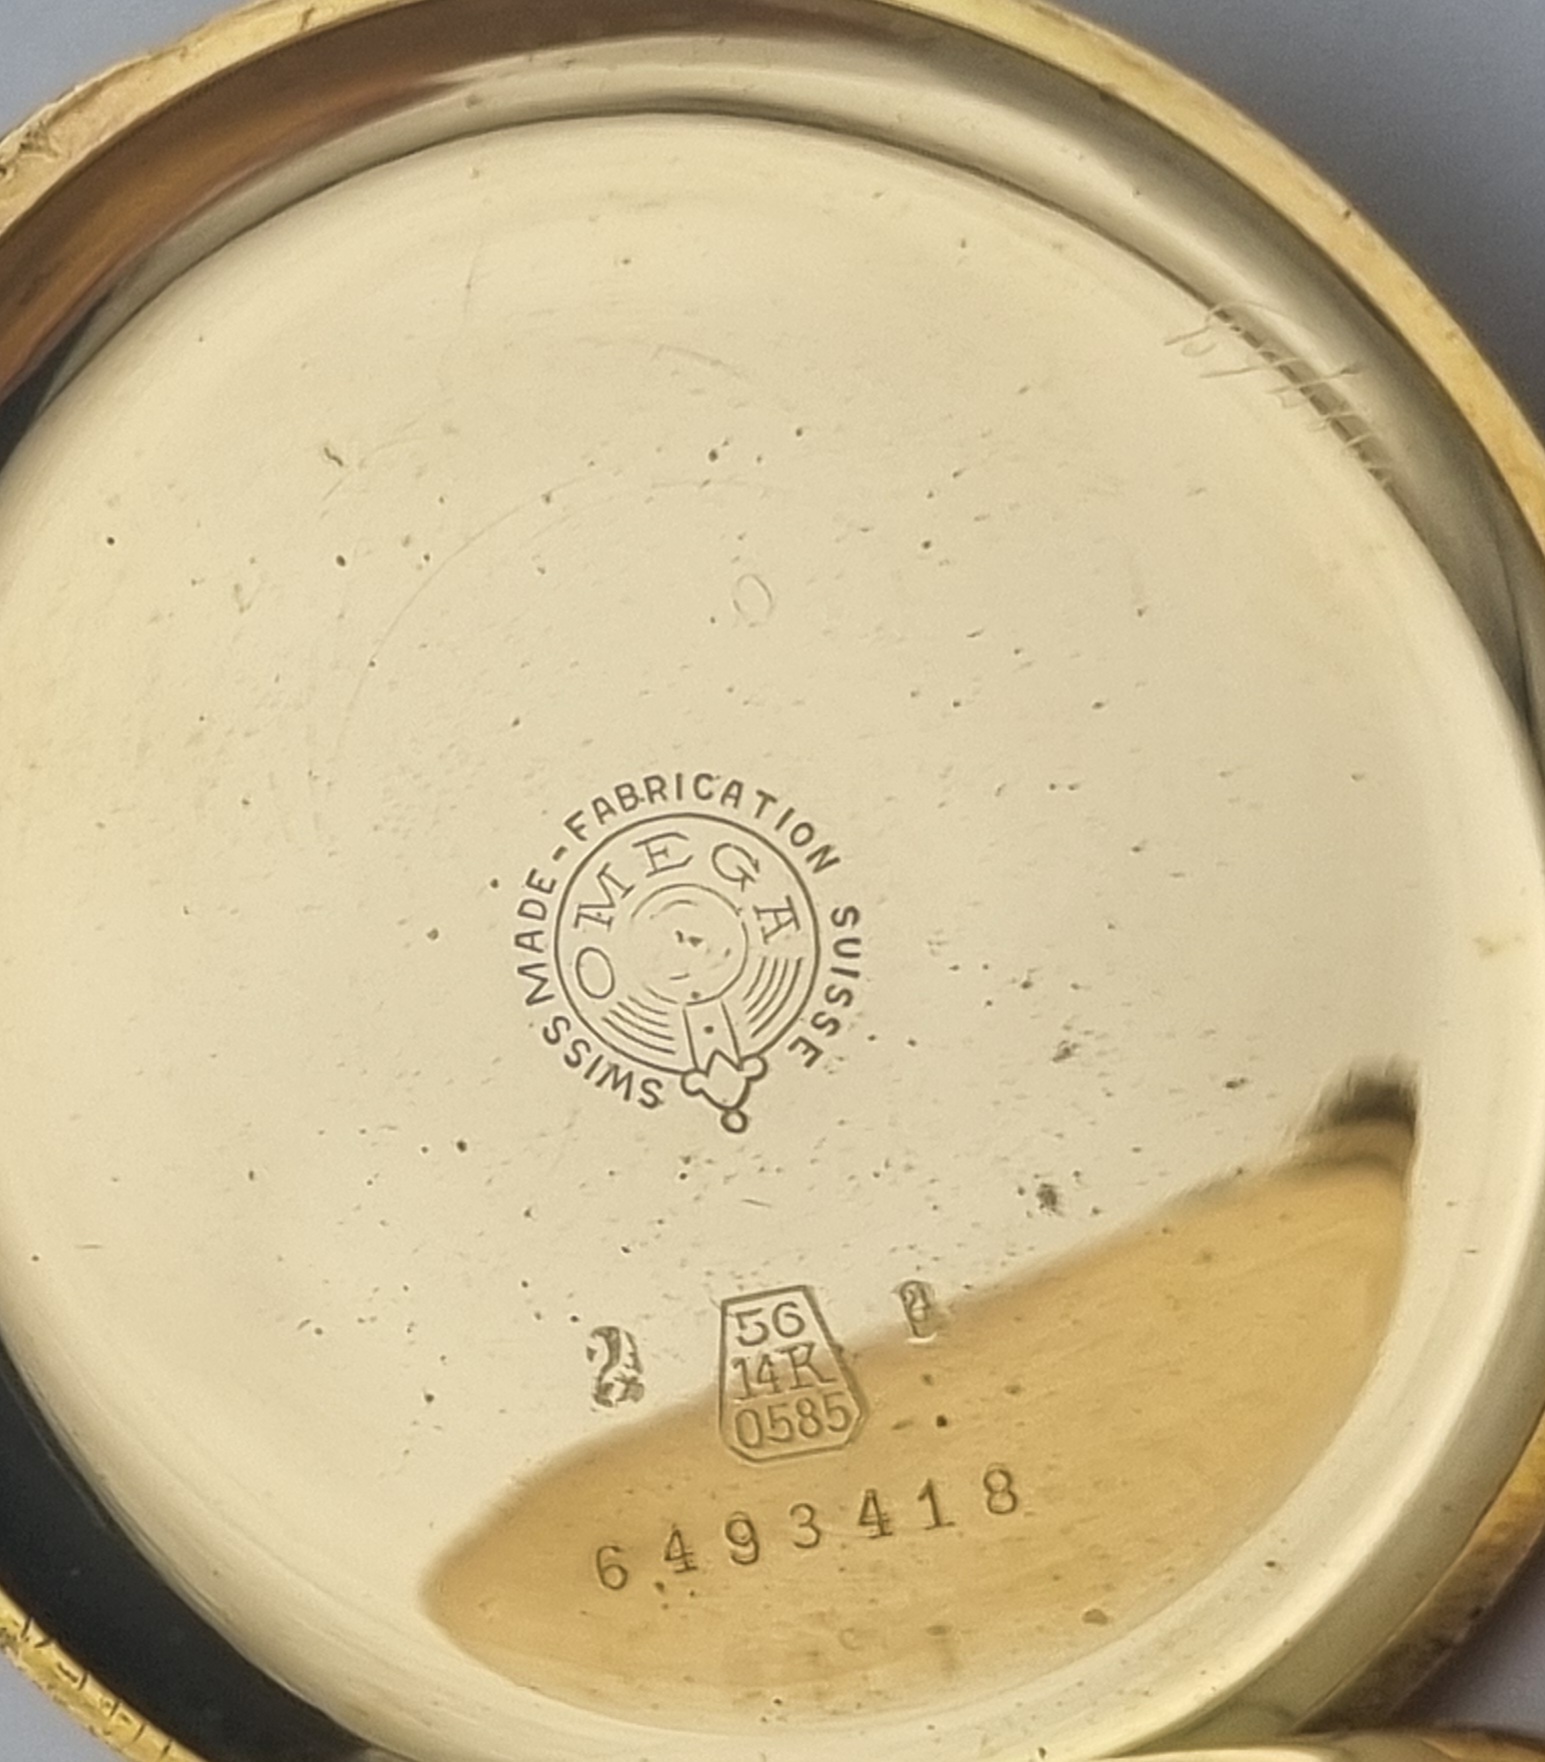 SWISS MADE - FABRICATION SUISSE
OMEGA
56
14K
0585
6493418